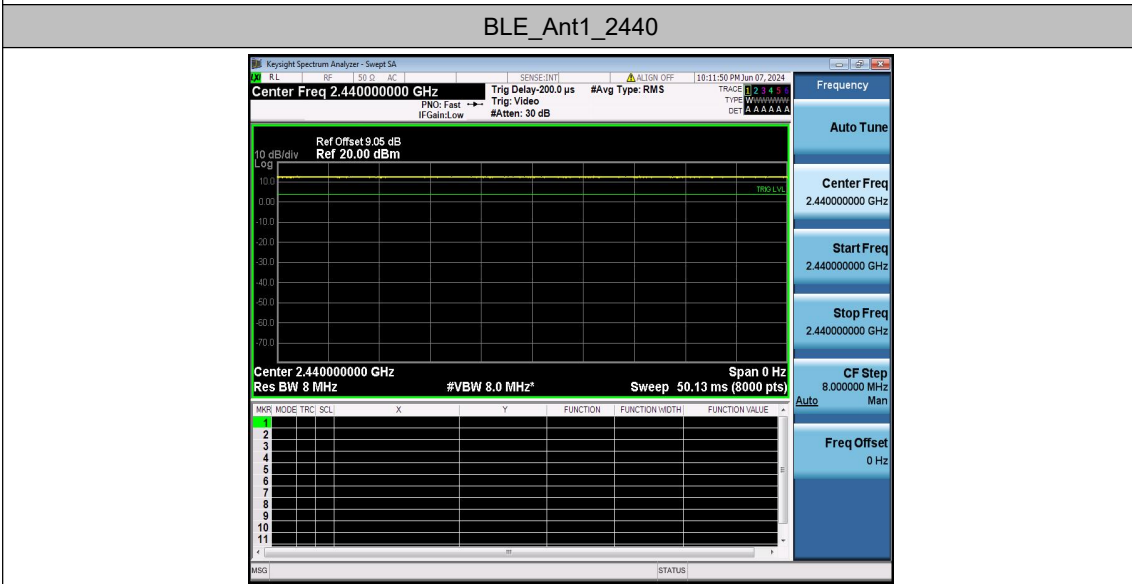 BLE_Ant1_2440
Keysight Spectrum Analyzer - Swept SA
LXI RL RF 50 Ω AC SENSE:INT ALIGN OFF 10:11:50 PM Jun 07, 2024
Center Freq 2.440000000 GHz
PNO: Fast
IFGain:Low
Trig Delay-200.0 µs
Trig: Video
#Atten: 30 dB
#Avg Type: RMS
TRACE 1 2 3 4 5 6
TYPE WWWWWW
DET A A A A A A
Ref Offset 9.05 dB
10 dB/div Ref 20.00 dBm
Log
10.0
TRIG LVL
0.00
-10.0
-20.0
-30.0
-40.0
-50.0
-60.0
-70.0
Center 2.440000000 GHz Span 0 Hz
Res BW 8 MHz #VBW 8.0 MHz* Sweep 50.13 ms (8000 pts)
MKR MODE TRC SCL X Y FUNCTION FUNCTION WIDTH FUNCTION VALUE
1
2
3
4
5
6
7
8
9
10
11
MSG STATUS
Frequency
Auto Tune
Center Freq
2.440000000 GHz
Start Freq
2.440000000 GHz
Stop Freq
2.440000000 GHz
CF Step
8.000000 MHz
Auto Man
Freq Offset
0 Hz